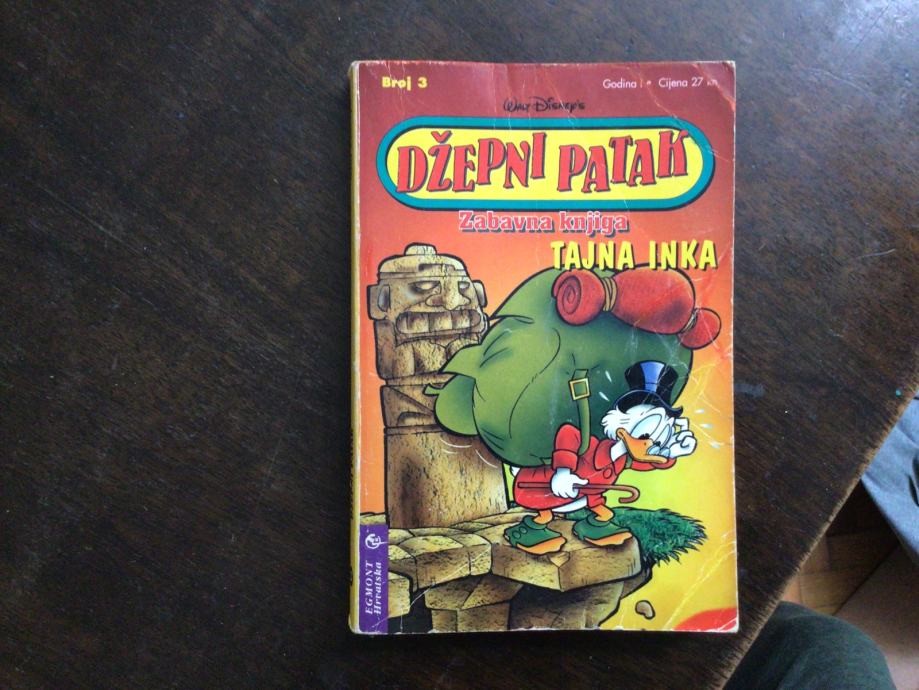 Broj 3
Godina I • Cijena 27 kn
WALT DISNEY'S
DŽEPNI PATAK
Zabavna knjiga
TAJNA INKA
EGMONT
Hrvatska